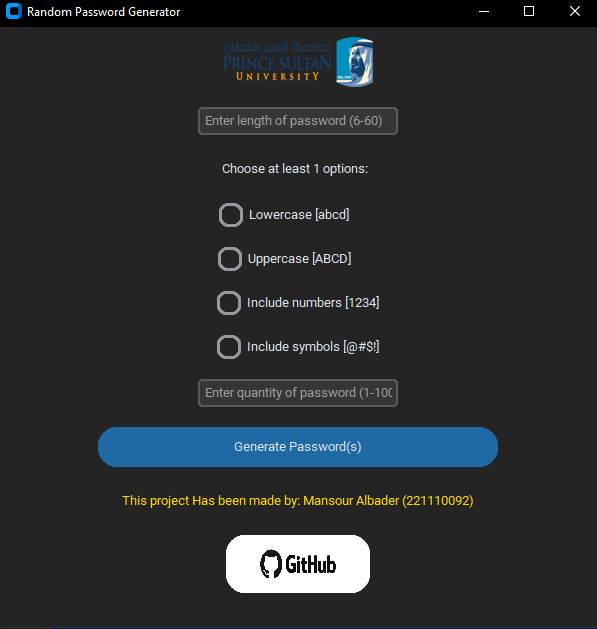 Random Password Generator
جامعة الأمير سلطان
PRINCE SULTAN
UNIVERSITY
Enter length of password (6-60)
Choose at least 1 options:
Lowercase [abcd]
Uppercase [ABCD]
Include numbers [1234]
Include symbols [@#$!]
Enter quantity of password (1-100
Generate Password(s)
This project Has been made by: Mansour Albader (221110092)
GitHub